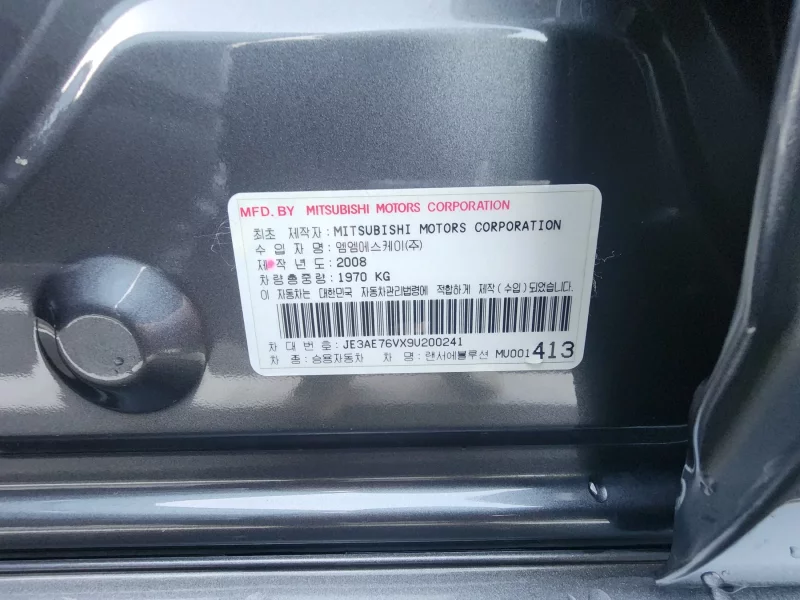 MFD. BY MITSUBISHI MOTORS CORPORATION
최초 제작자 : MITSUBISHI MOTORS CORPORATION
수 입 자 명 : 엠엠에스케이(주)
제 작 년 도 : 2008
차량총중량 : 1970 KG
이 자동차는 대한민국 자동차관리법령에 적합하게 제작 (수입) 되었습니다.
차 대 번 호 : JE3AE76VX9U200241
차 종 : 승용자동차 차 명 : 랜서에볼루션 MU001413